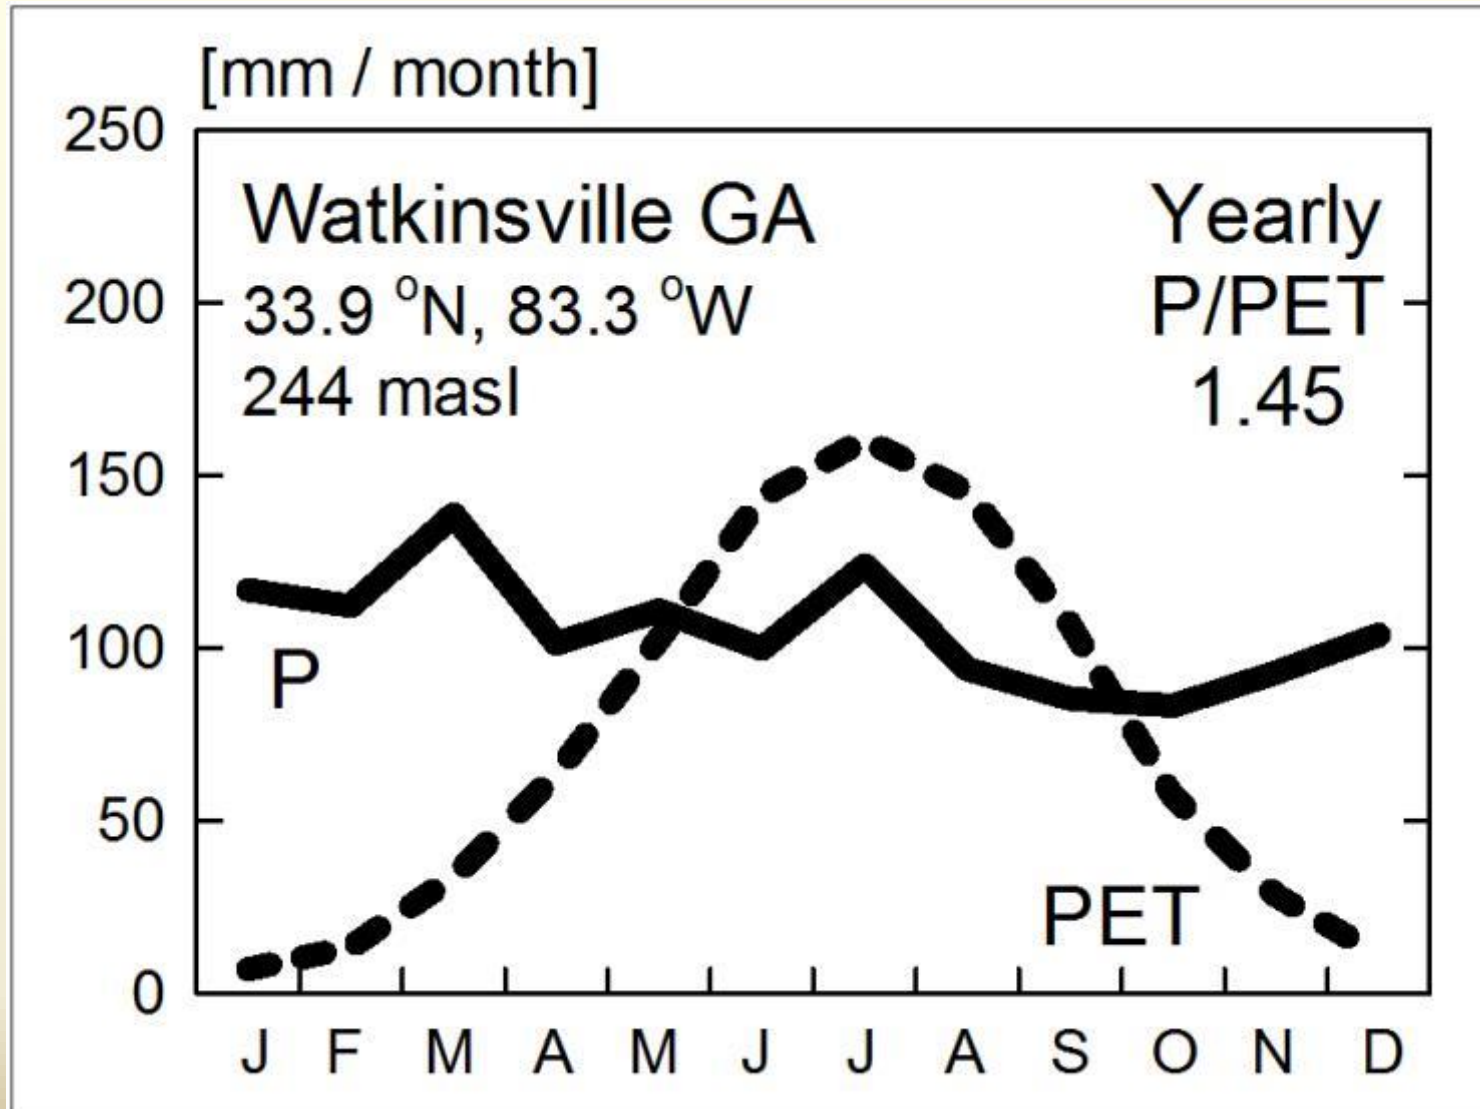 [mm / month]
250
200
150
100
50
0
Watkinsville GA
33.9 °N, 83.3 °W
244 masl
Yearly
P/PET
1.45
P
PET
J F M A M J J A S O N D